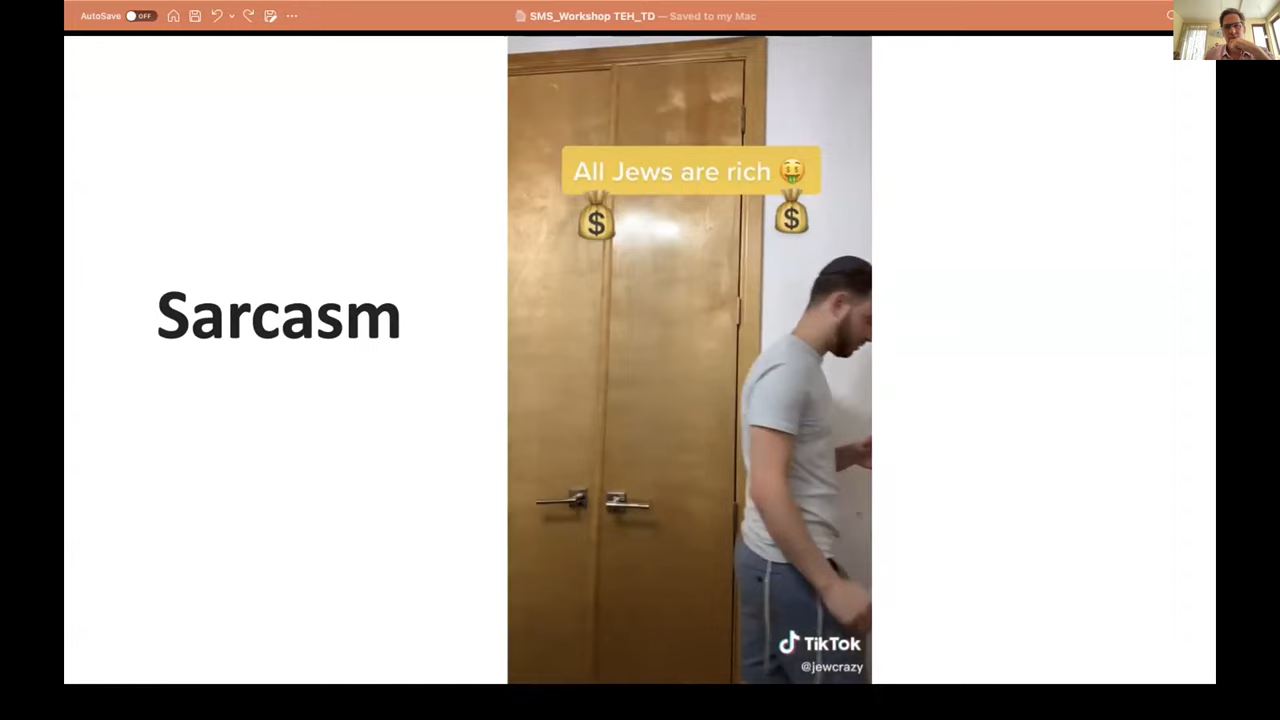 AutoSave OFF
SMS_Workshop TEH_TD — Saved to my Mac
All Jews are rich 🤑
$ $
Sarcasm
TikTok
@jewcrazy